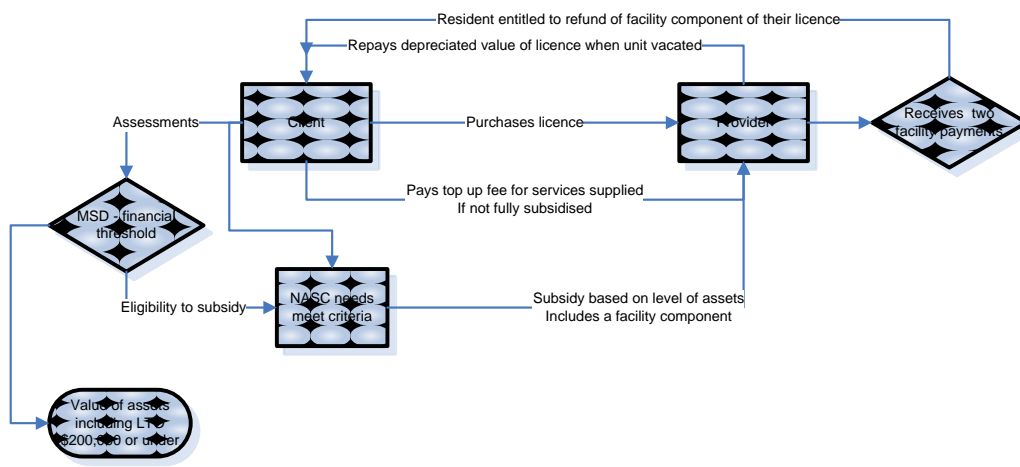 Resident entitled to refund of facility component of their licence
Repays depreciated value of licence when unit vacated
Assessments
Client
Purchases licence
Provider
Receives two
facility payments
Pays top up fee for services supplied
If not fully subsidised
MSD - financial
threshold
Eligibility to subsidy
NASC needs
meet criteria
Subsidy based on level of assets
Includes a facility component
Value of assets
including LTO
$200,000 or under